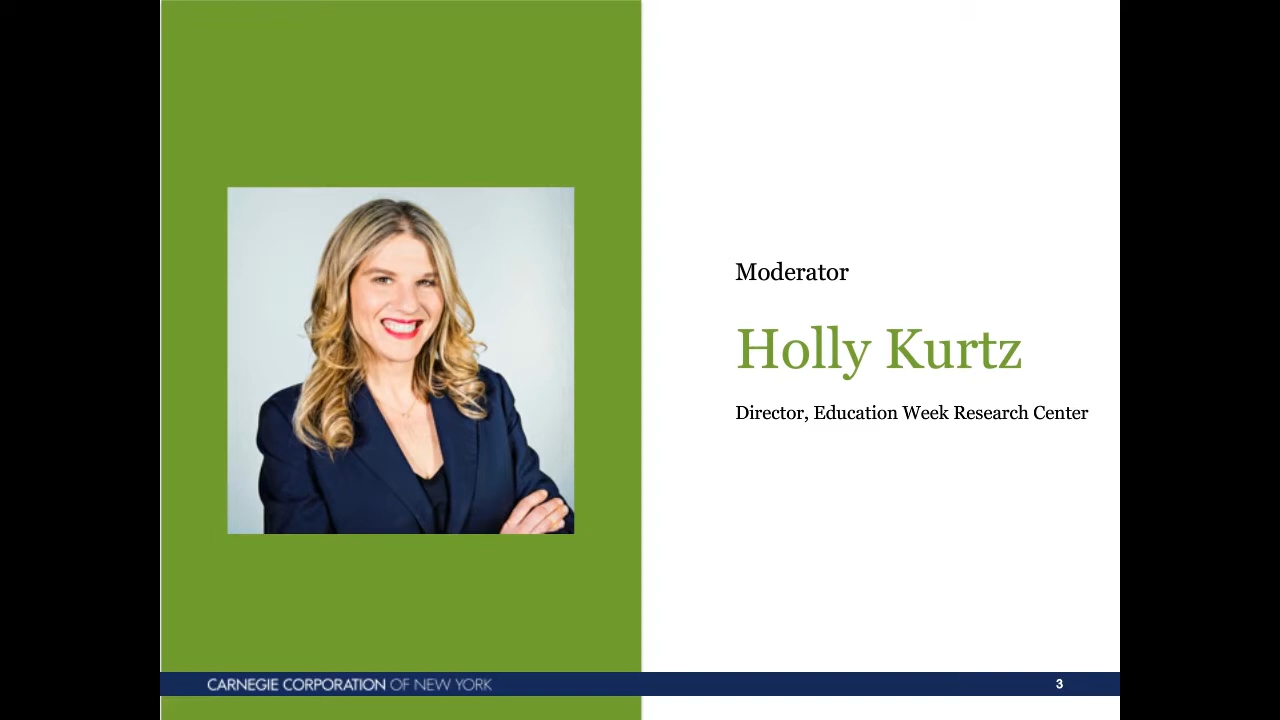 Moderator
Holly Kurtz
Director, Education Week Research Center
CARNEGIE CORPORATION OF NEW YORK
3